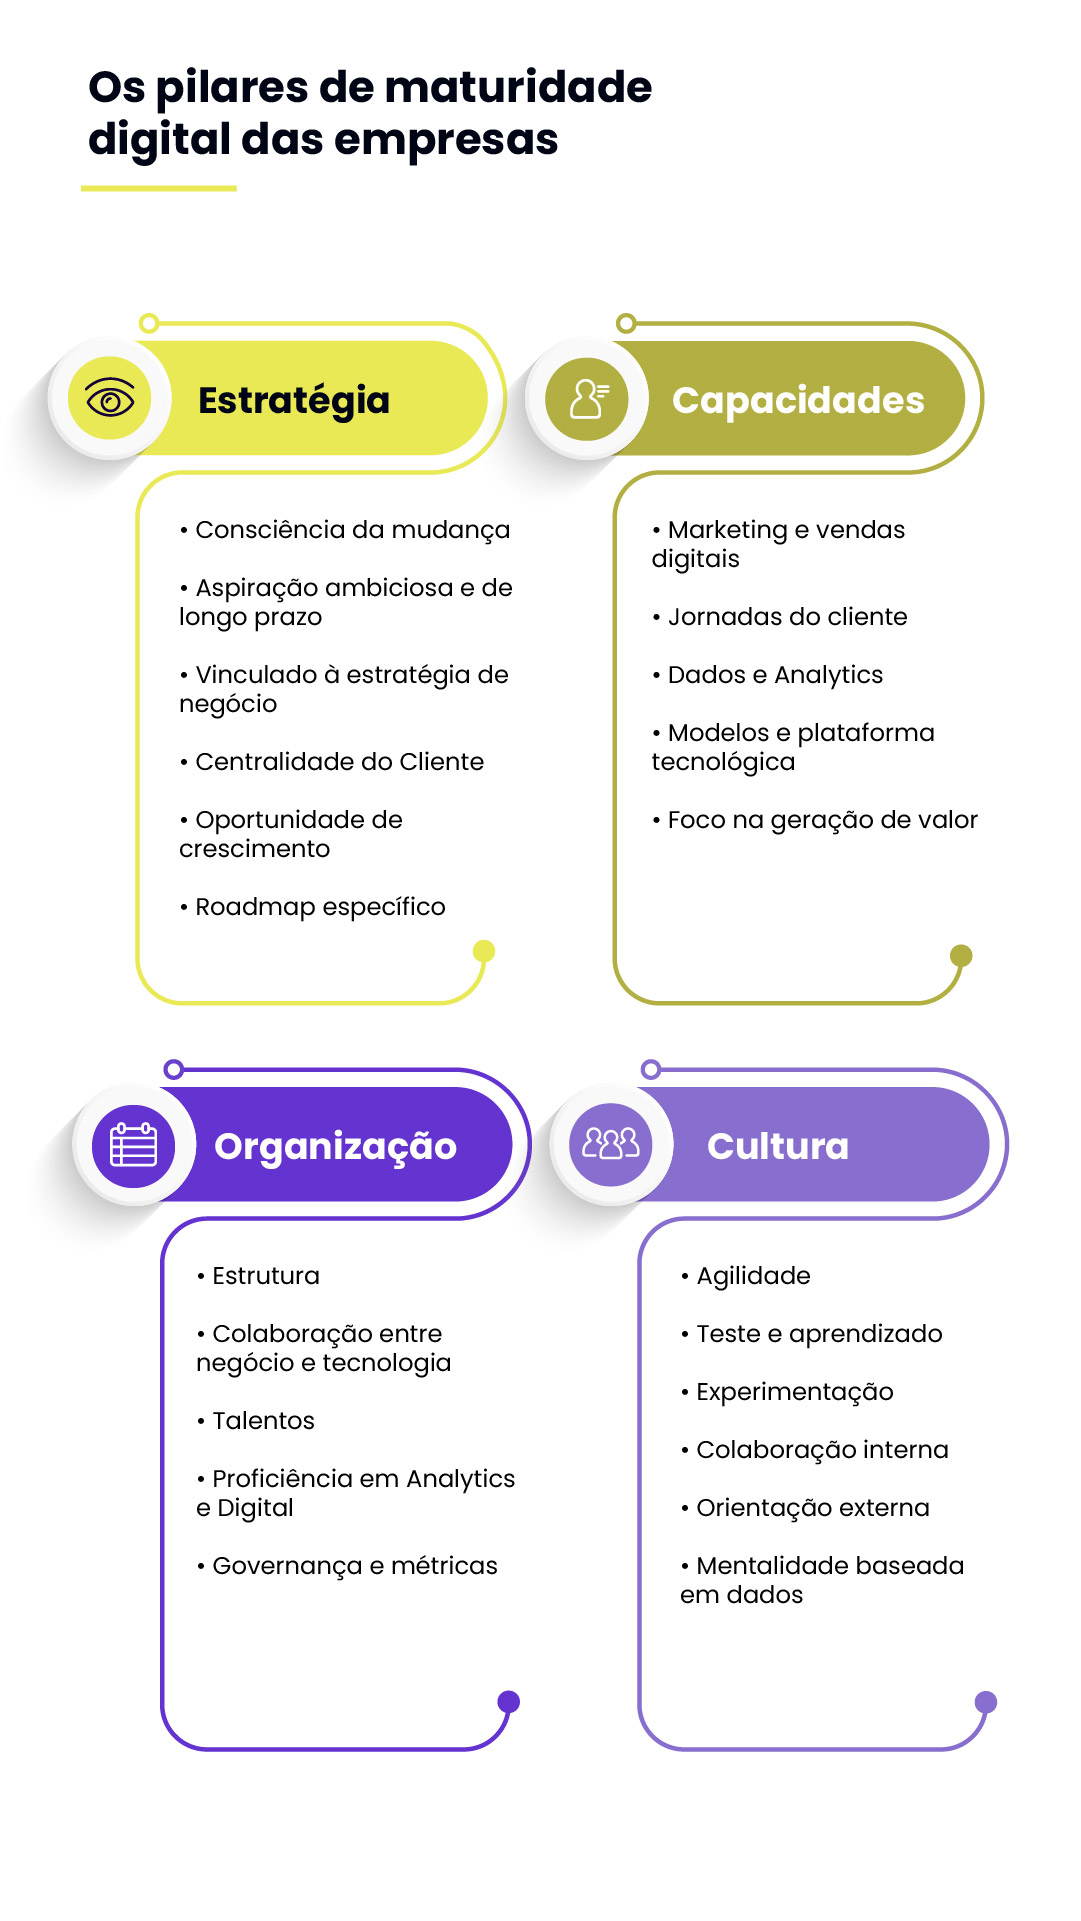 Os pilares de maturidade
digital das empresas
Estratégia
• Consciência da mudança
• Aspiração ambiciosa e de
longo prazo
• Vinculado à estratégia de
negócio
• Centralidade do Cliente
• Oportunidade de
crescimento
• Roadmap específico
Capacidades
• Marketing e vendas
digitais
• Jornadas do cliente
• Dados e Analytics
• Modelos e plataforma
tecnológica
• Foco na geração de valor
Organização
• Estrutura
• Colaboração entre
negócio e tecnologia
• Talentos
• Proficiência em Analytics
e Digital
• Governança e métricas
Cultura
• Agilidade
• Teste e aprendizado
• Experimentação
• Colaboração interna
• Orientação externa
• Mentalidade baseada
em dados